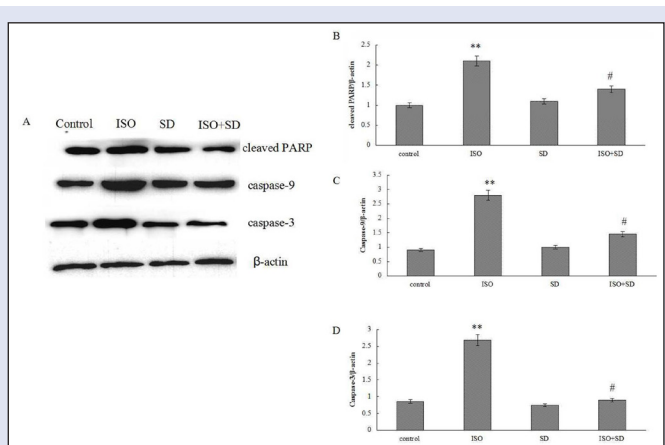 A
Control ISO SD ISO+SD
cleaved PARP
caspase-9
caspase-3
β-actin
B
cleaved PARP/β-actin
2.5
2
1.5
1
0.5
0
**
#
control ISO SD ISO+SD
C
Caspase-9/β-actin
3.5
3
2.5
2
1.5
1
0.5
0
**
#
control ISO SD ISO+SD
D
Caspase-3/β-actin
3
2.5
2
1.5
1
0.5
0
**
#
control ISO SD ISO+SD